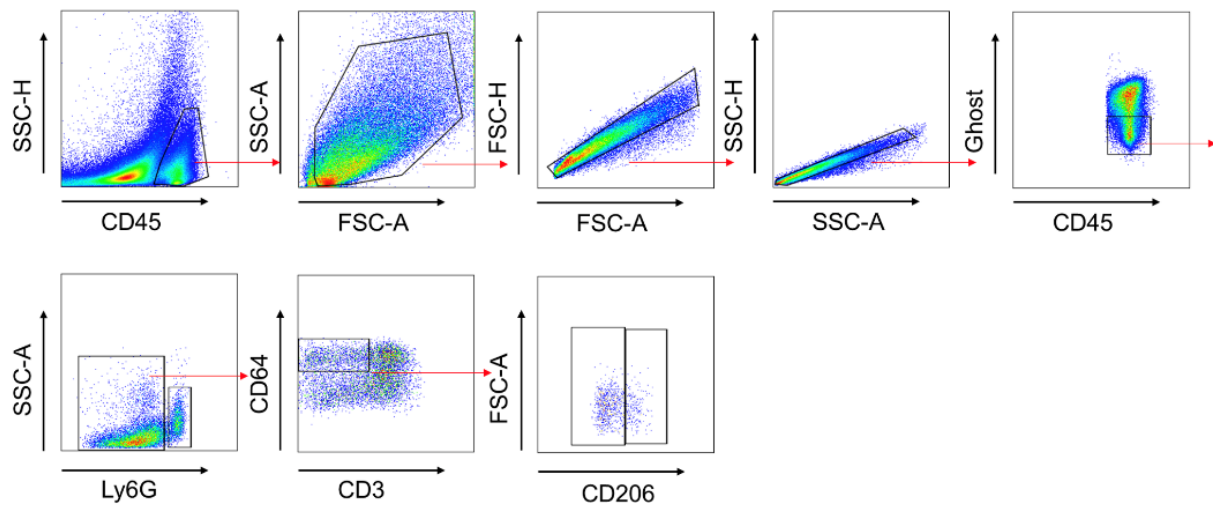 SSC-H
CD45
SSC-A
FSC-A
FSC-H
FSC-A
SSC-H
SSC-A
Ghost
CD45
SSC-A
Ly6G
CD64
CD3
FSC-A
CD206